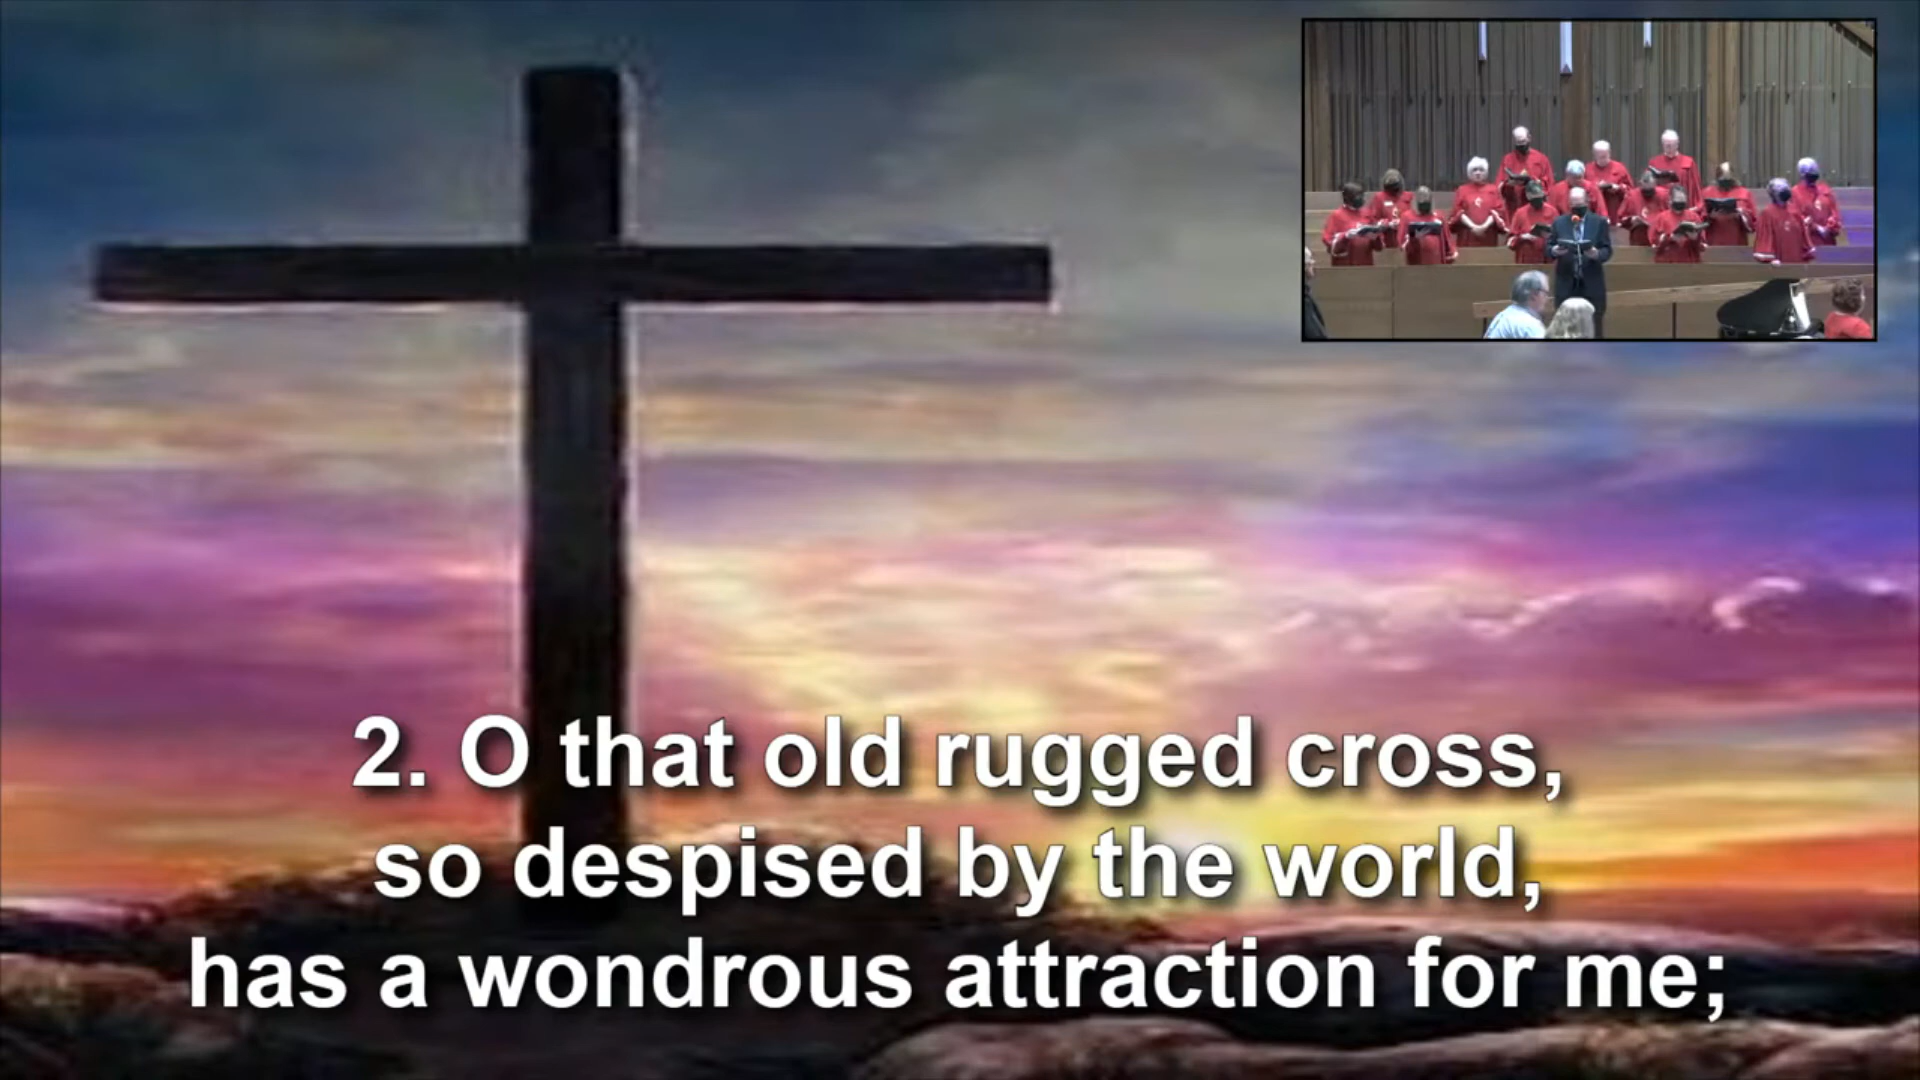 2. O that old rugged cross,
so despised by the world,
has a wondrous attraction for me;